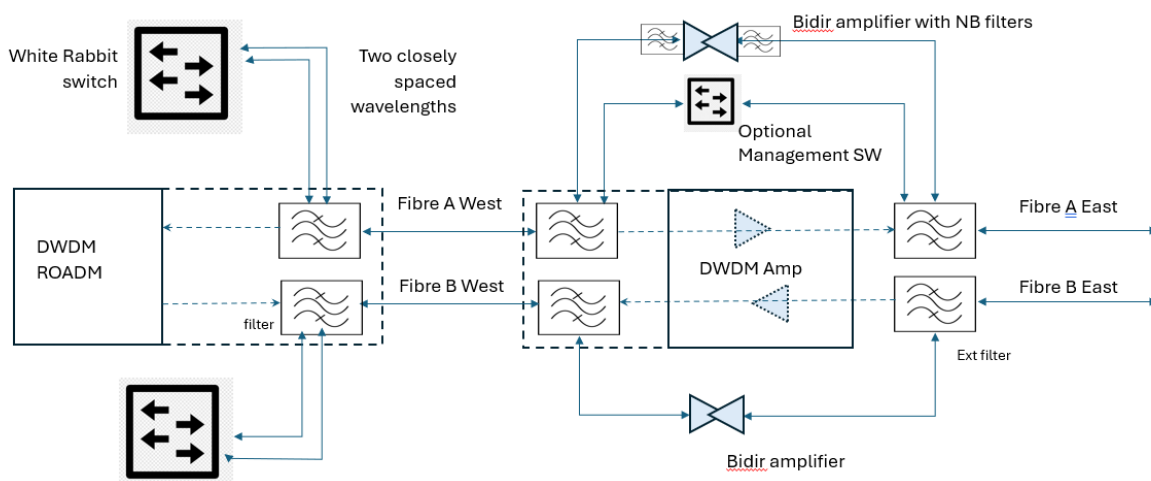 Bidir amplifier with NB filters
White Rabbit
switch
Two closely
spaced
wavelengths
Optional
Management SW
Fibre A West
Fibre A East
DWDM
ROADM
DWDM Amp
Fibre B West
Fibre B East
filter
Ext filter
Bidir amplifier